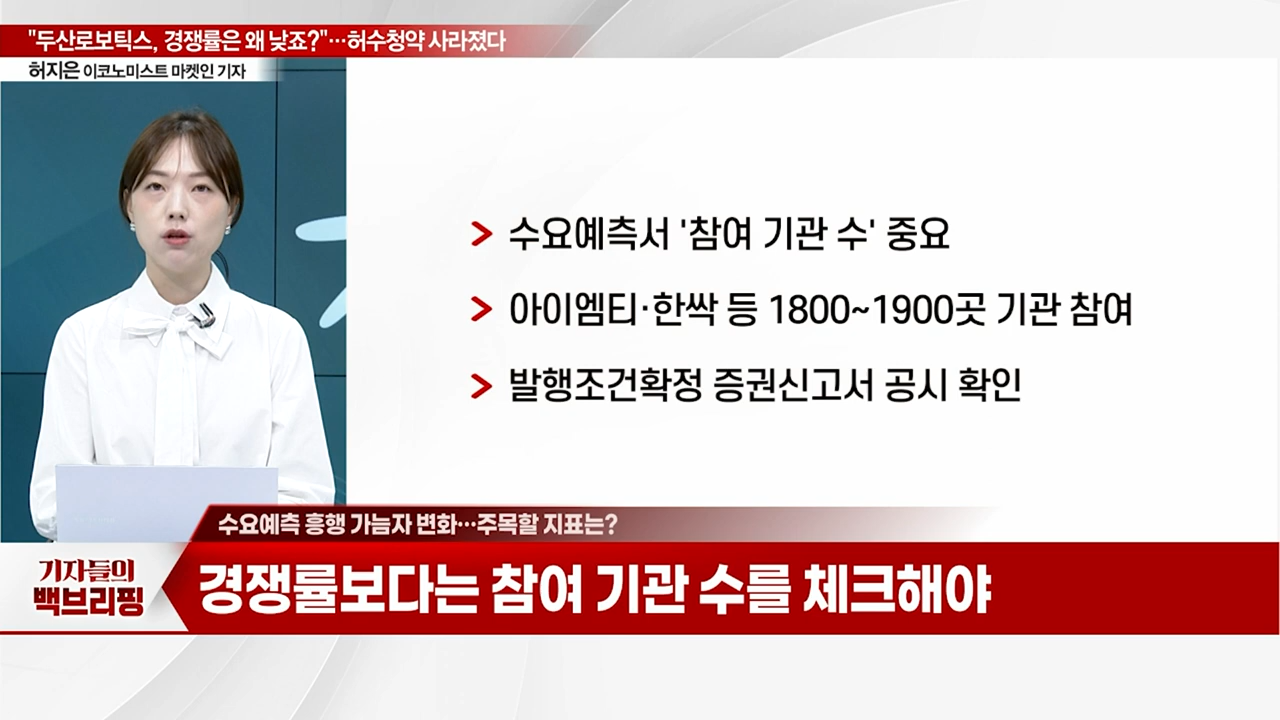 "두산로보틱스, 경쟁률은 왜 낮죠?"…허수청약 사라졌다
허지은 이코노미스트 마켓인 기자
수요예측서 '참여 기관 수' 중요
아이엠티·한싹 등 1800~1900곳 기관 참여
발행조건확정 증권신고서 공시 확인
수요예측 흥행 가늠자 변화…주목할 지표는?
기자들의
백브리핑
경쟁률보다는 참여 기관 수를 체크해야